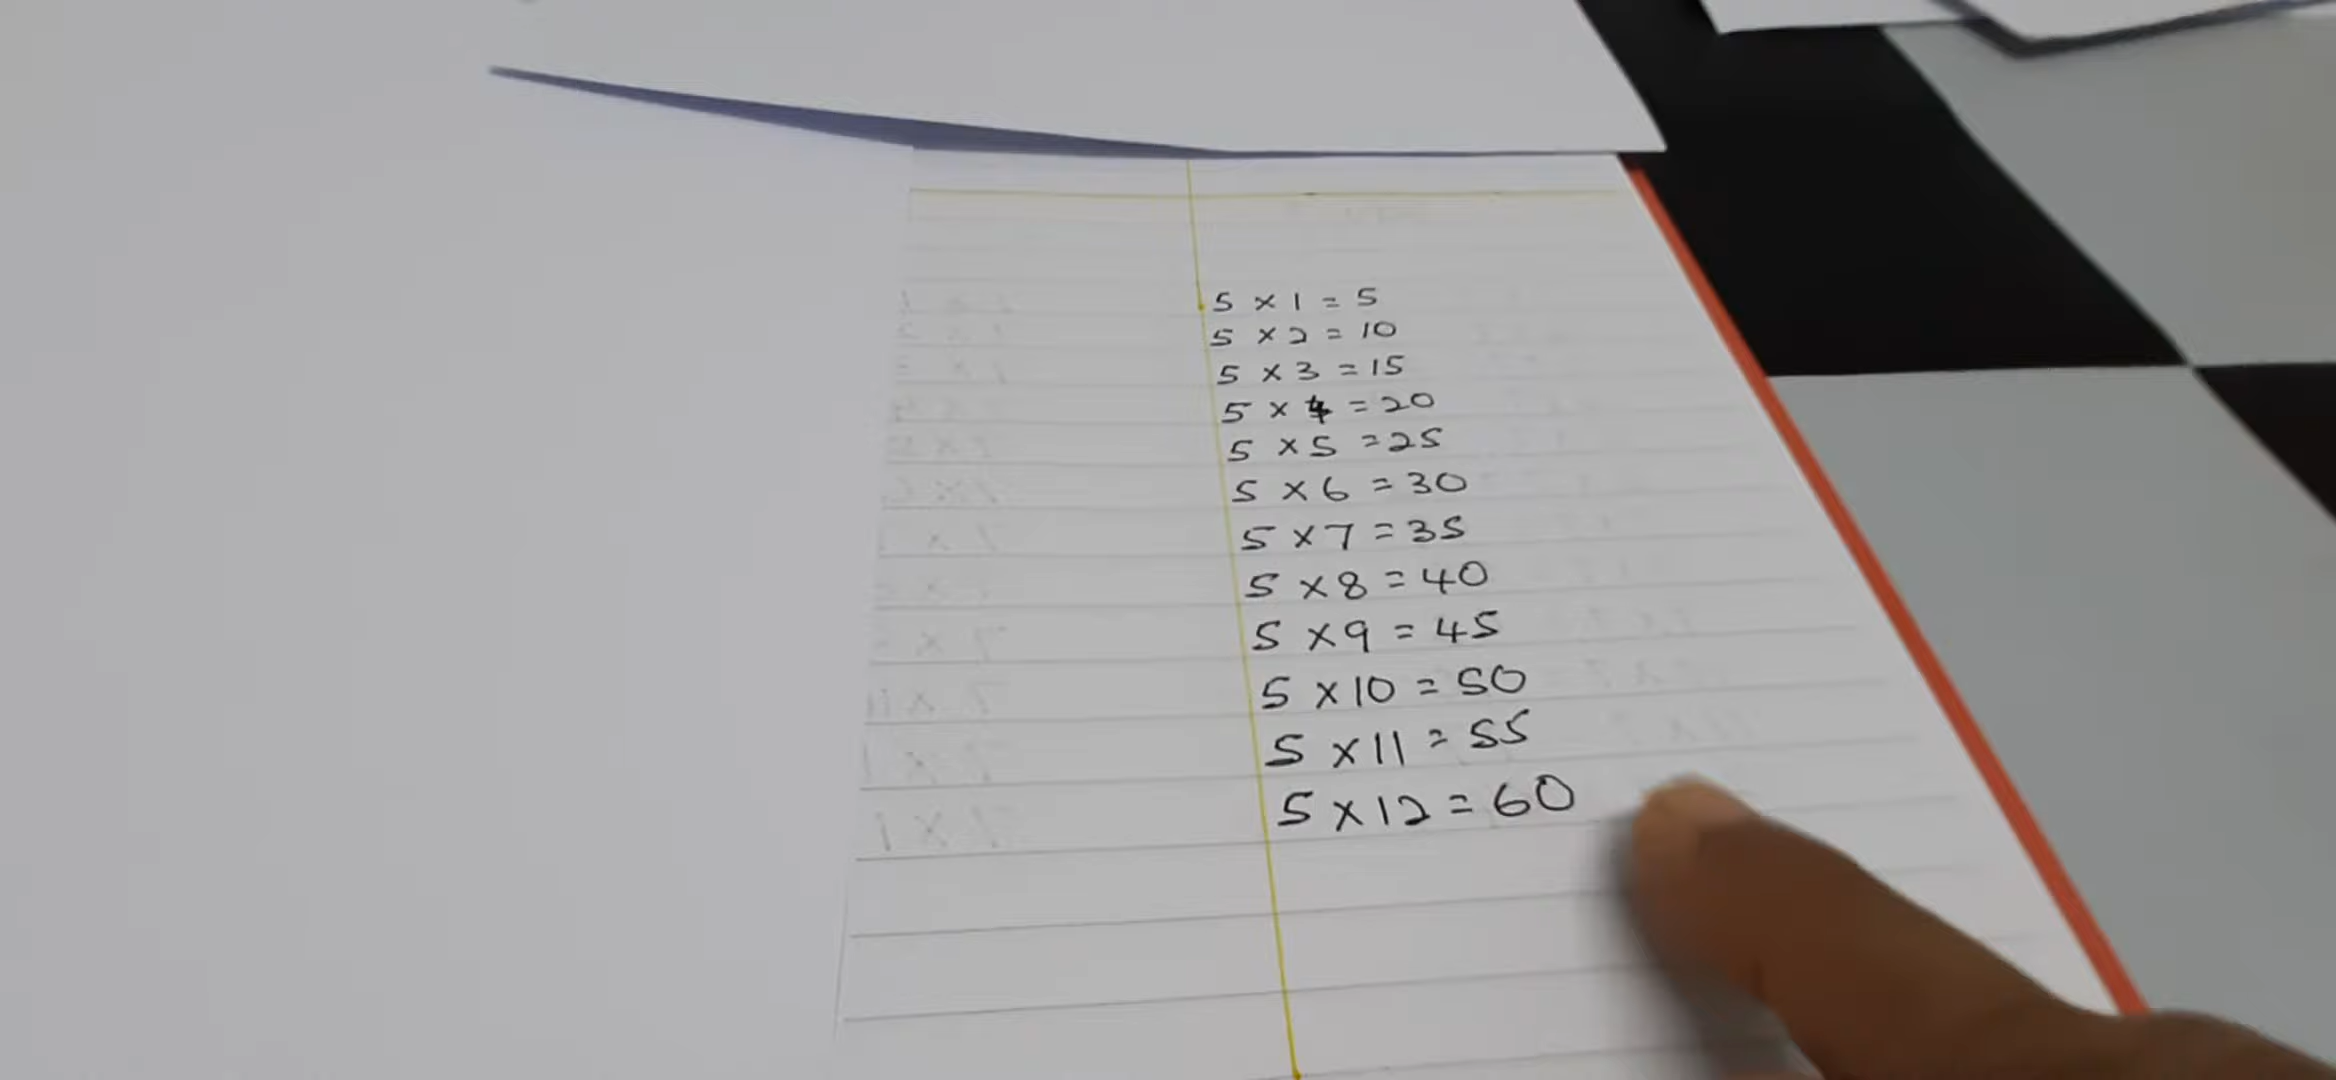 5 × 1 = 5
5 × 2 = 10
5 × 3 = 15
5 × 4 = 20
5 × 5 = 25
5 × 6 = 30
5 × 7 = 35
5 × 8 = 40
5 × 9 = 45
5 × 10 = 50
5 × 11 = 55
5 × 12 = 60